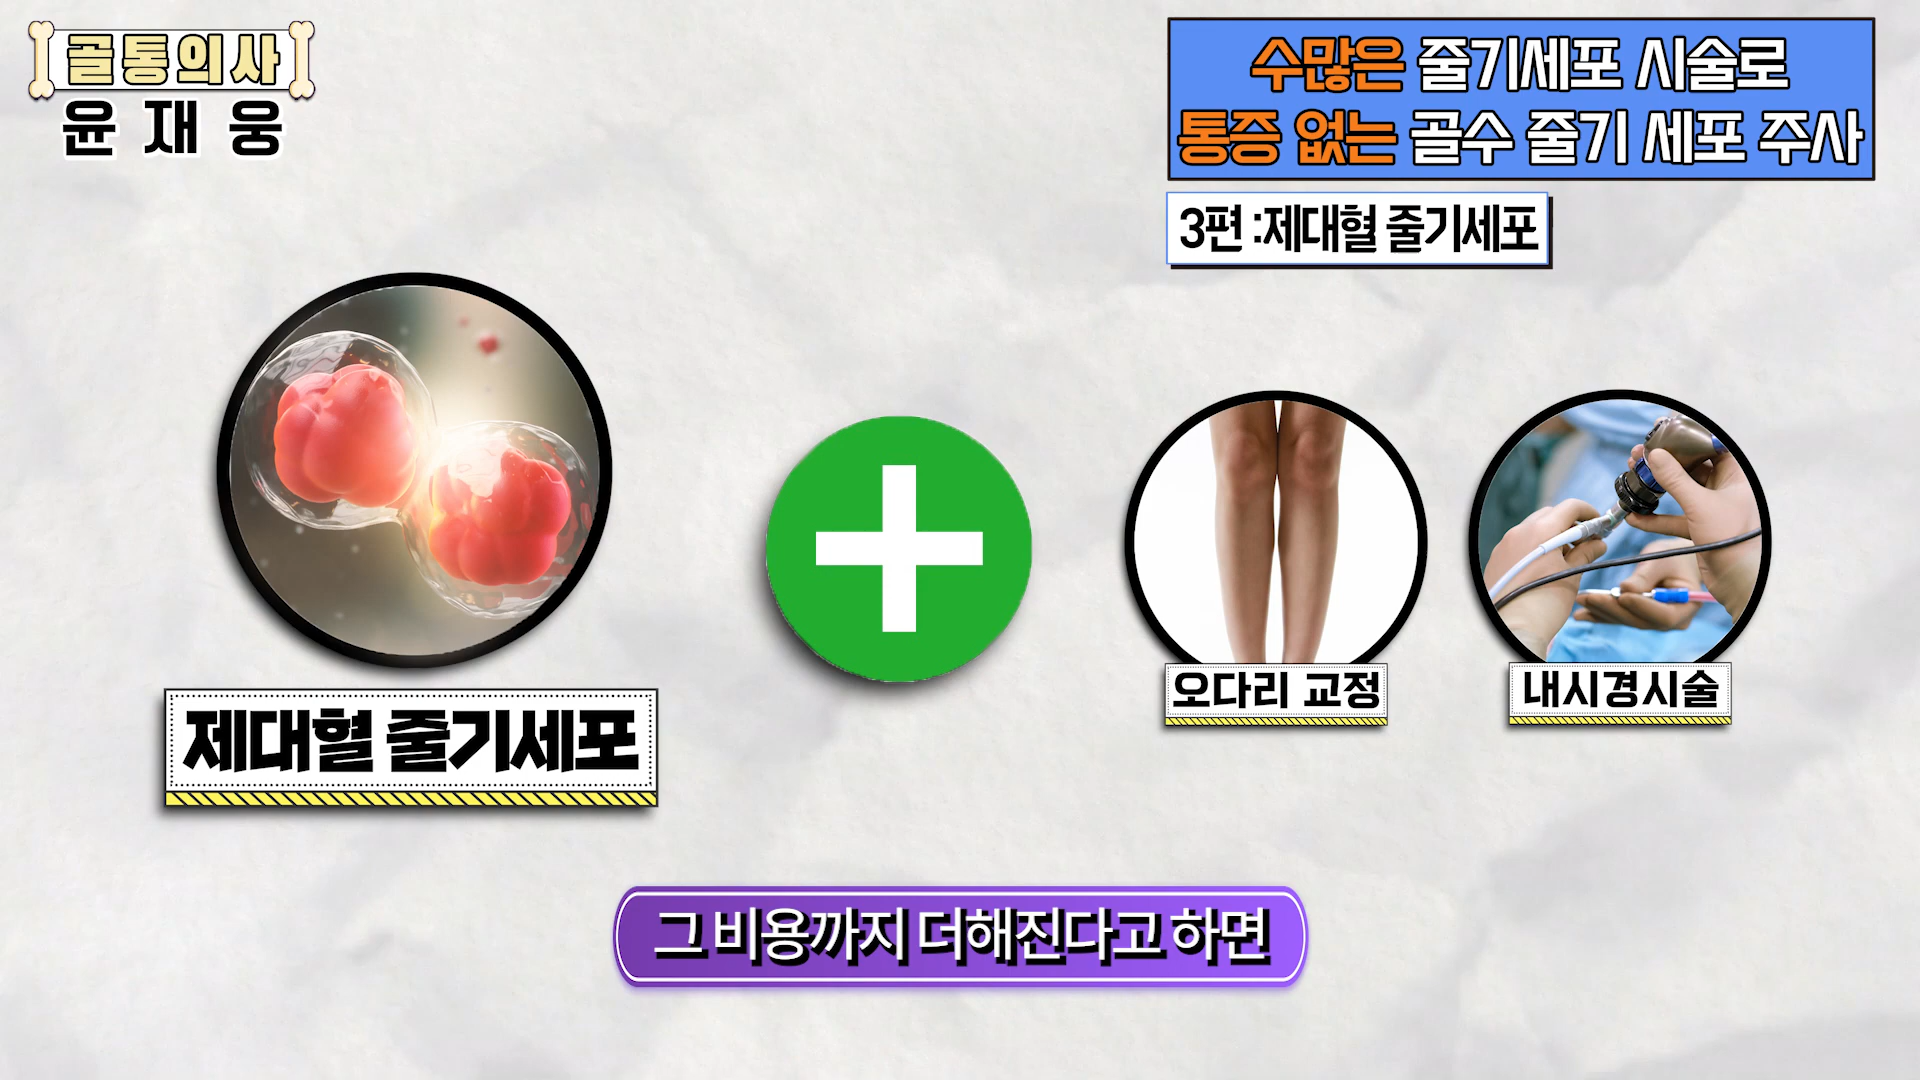 골통의사
윤재웅
수많은 줄기세포 시술로
통증 없는 골수 줄기 세포 주사
3편 :제대혈 줄기세포
제대혈 줄기세포
오다리 교정
내시경시술
그 비용까지 더해진다고 하면